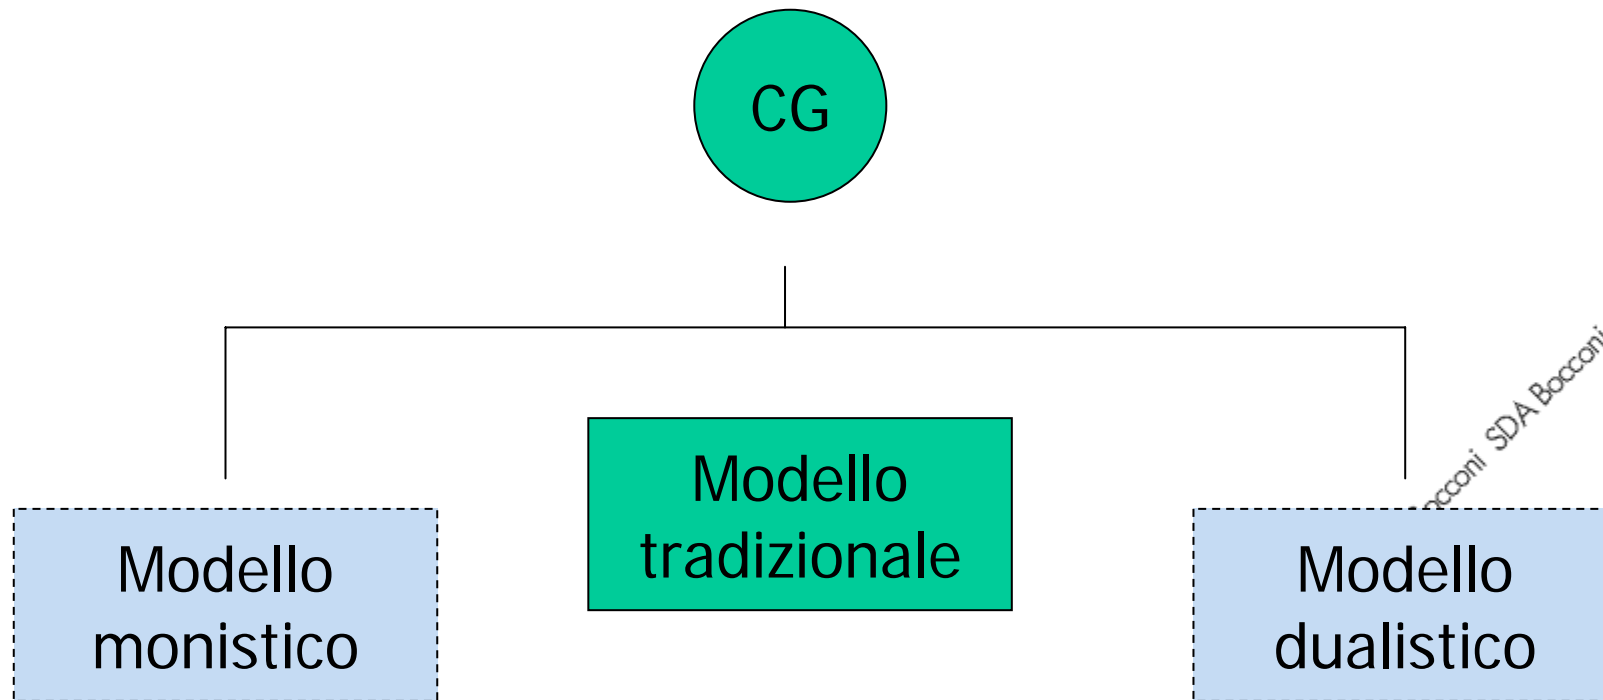 CG
Modello
tradizionale
Modello
monistico
Modello
dualistico
SDA Bocconi